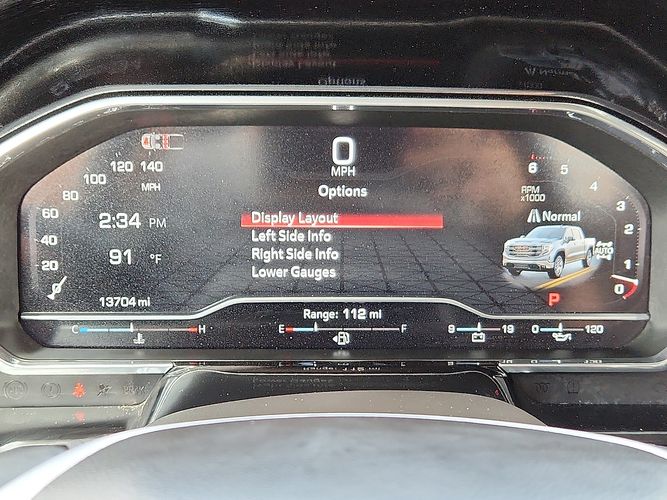 0
MPH
Options
Display Layout
Left Side Info
Right Side Info
Lower Gauges
120 140
100
MPH
80
60
40
20
0
2:34 PM
91 °F
13704 mi
6 5
4
RPM
x1000
3
2
1
0
Normal
AUTO
P
Range: 112 mi
C H
E F
9 19
0 120